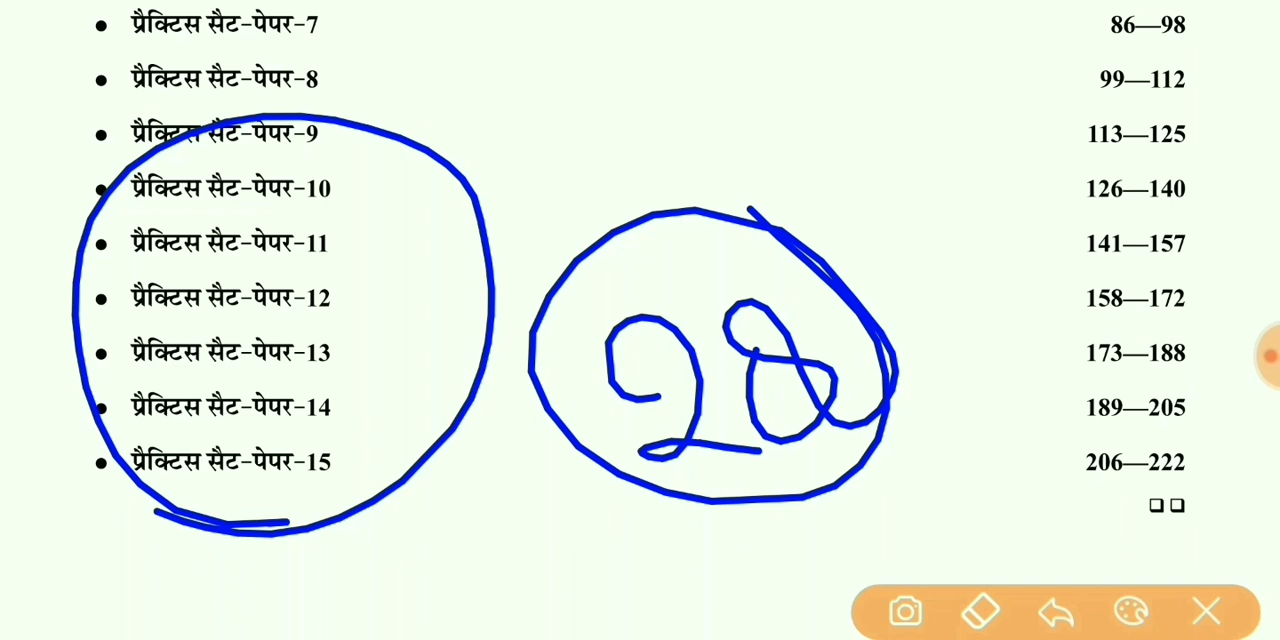 • प्रैक्टिस सैट-पेपर-7 86—98
• प्रैक्टिस सैट-पेपर-8 99—112
• प्रैक्टिस सैट-पेपर-9 113—125
• प्रैक्टिस सैट-पेपर-10 126—140
• प्रैक्टिस सैट-पेपर-11 141—157
• प्रैक्टिस सैट-पेपर-12 158—172
28
• प्रैक्टिस सैट-पेपर-13 173—188
• प्रैक्टिस सैट-पेपर-14 189—205
• प्रैक्टिस सैट-पेपर-15 206—222
❑❑